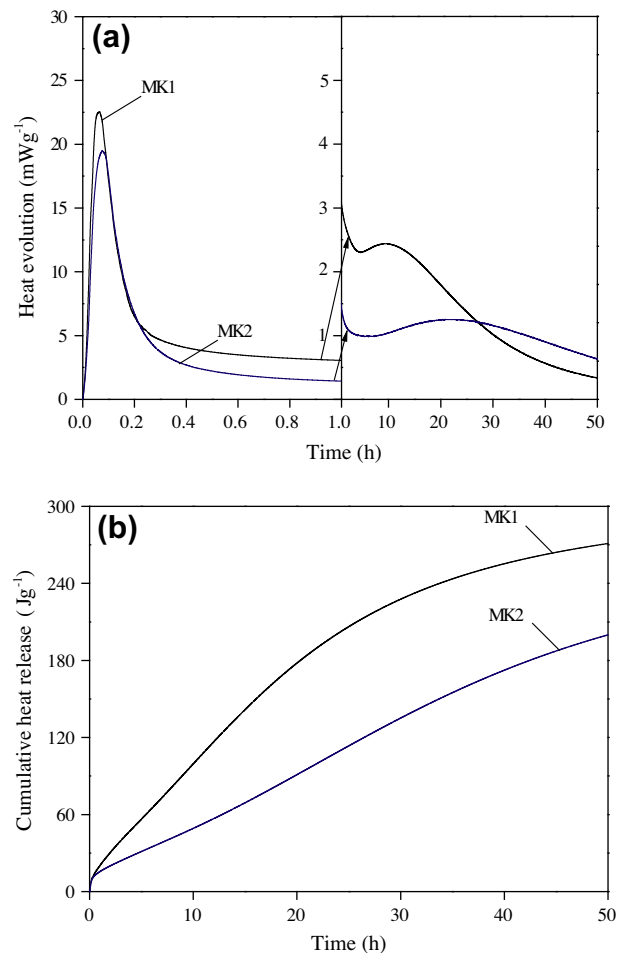 (a)
Heat evolution (mWg-1)
30
25
20
15
10
5
0
MK1
MK2
5
4
3
2
1
0.0 0.2 0.4 0.6 0.8 1.0 10 20 30 40 50
Time (h)
(b)
Cumulative heat release ( Jg-1)
300
240
180
120
60
0
MK1
MK2
0 10 20 30 40 50
Time (h)